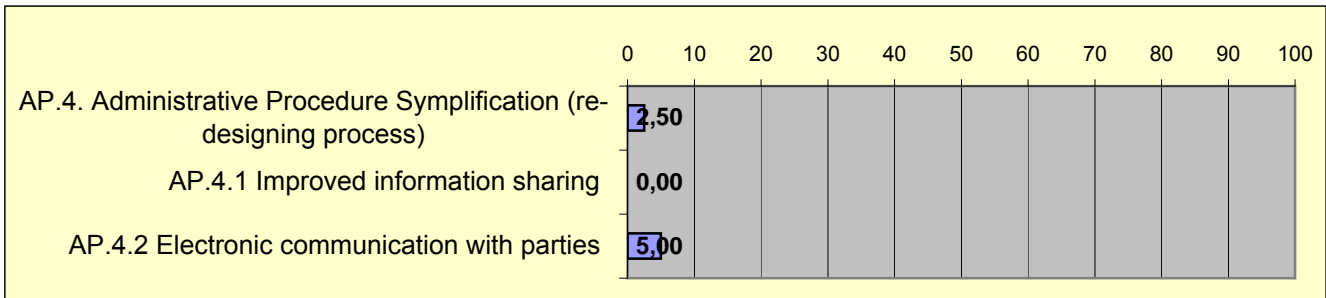 0 10 20 30 40 50 60 70 80 90 100
AP.4. Administrative Procedure Symplification (re-
designing process)
2,50
AP.4.1 Improved information sharing
0,00
AP.4.2 Electronic communication with parties
5,00